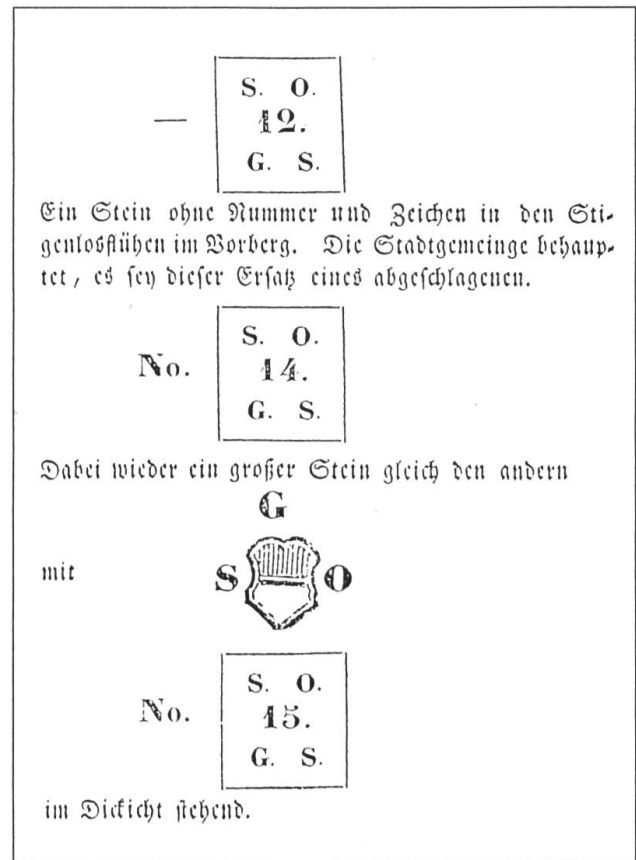 S. O.
— 12.
G. S.
Ein Stein ohne Nummer und Zeichen in den Sti-
genlosflühen im Vorberg. Die Stadtgemeinge behaup-
tet, es sey dieser Ersatz eines abgeschlagenen.
S. O.
No. 14.
G. S.
Dabei wieder ein großer Stein gleich den andern
G
mit S O
S. O.
No. 15.
G. S.
im Dickicht stehend.